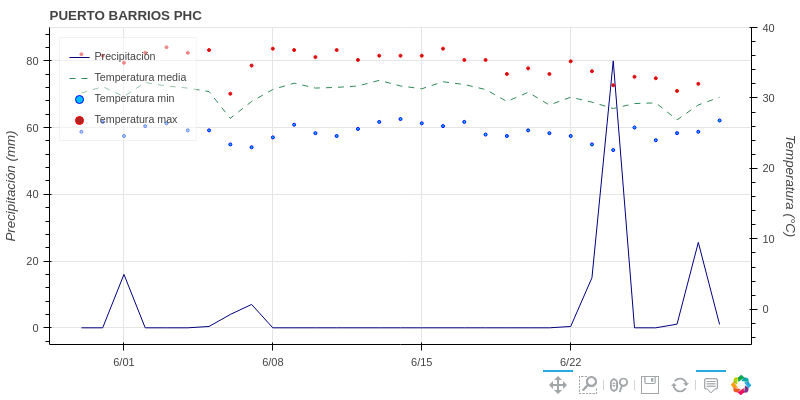 PUERTO BARRIOS PHC
Precipitación
Temperatura media
Temperatura min
Temperatura max
Precipitación (mm)
80
60
40
20
0
Temperatura (°C)
40
30
20
10
0
6/01
6/08
6/15
6/22